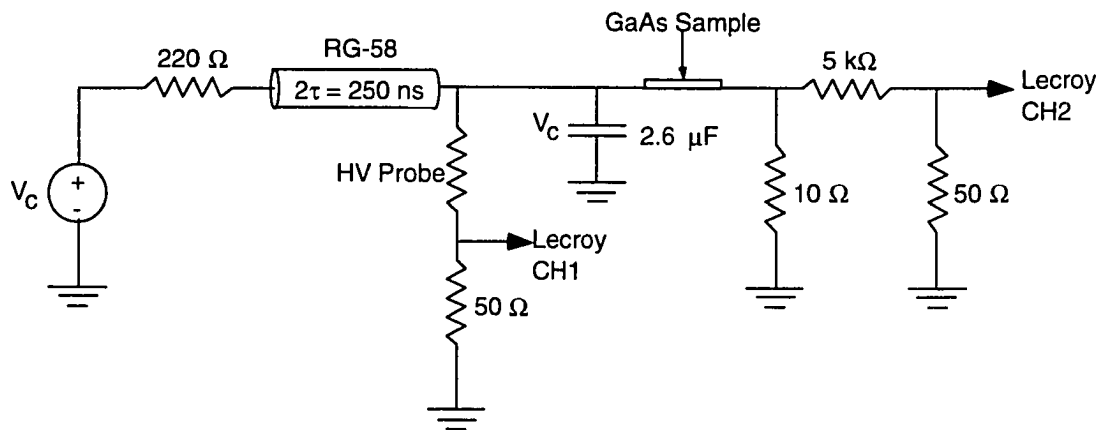 GaAs Sample
RG-58
220 Ω
2τ = 250 ns
5 kΩ
Lecroy
CH2
V_C
2.6 μF
HV Probe
V_C
+
-
10 Ω
50 Ω
Lecroy
CH1
50 Ω